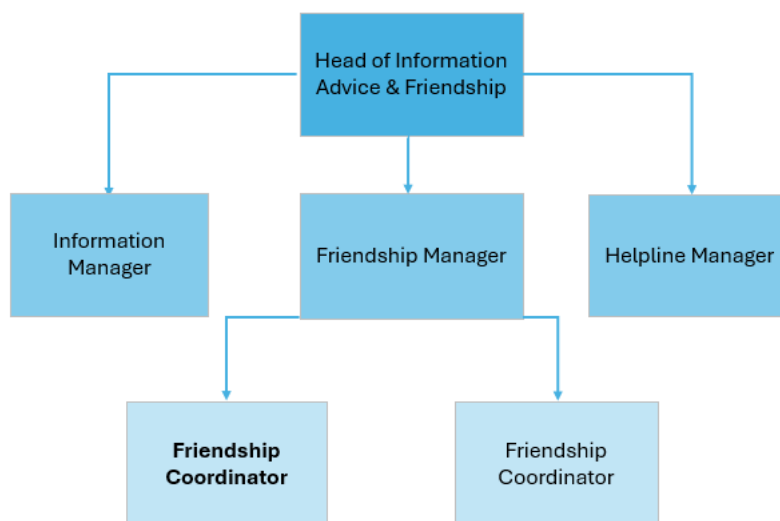 Head of Information
Advice & Friendship
Information
Manager
Friendship Manager
Helpline Manager
Friendship
Coordinator
Friendship
Coordinator